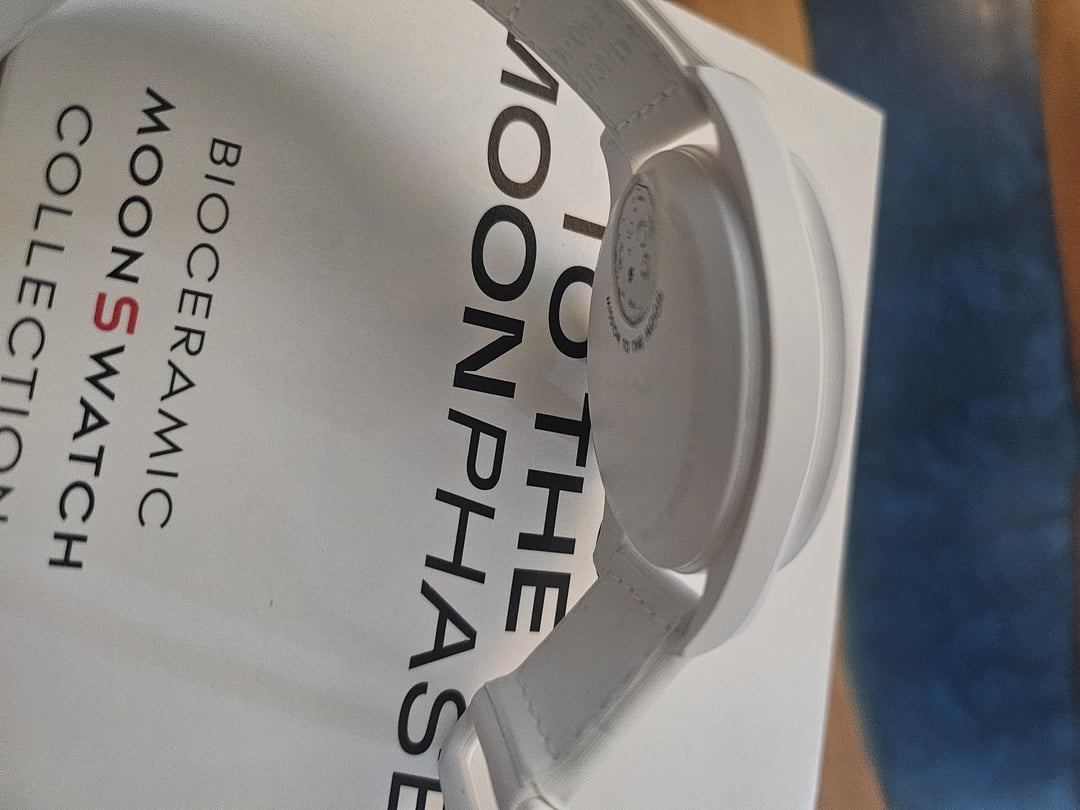 TO THE
MOONPHASE
BIOCERAMIC
MOONSWATCH
COLLECTION